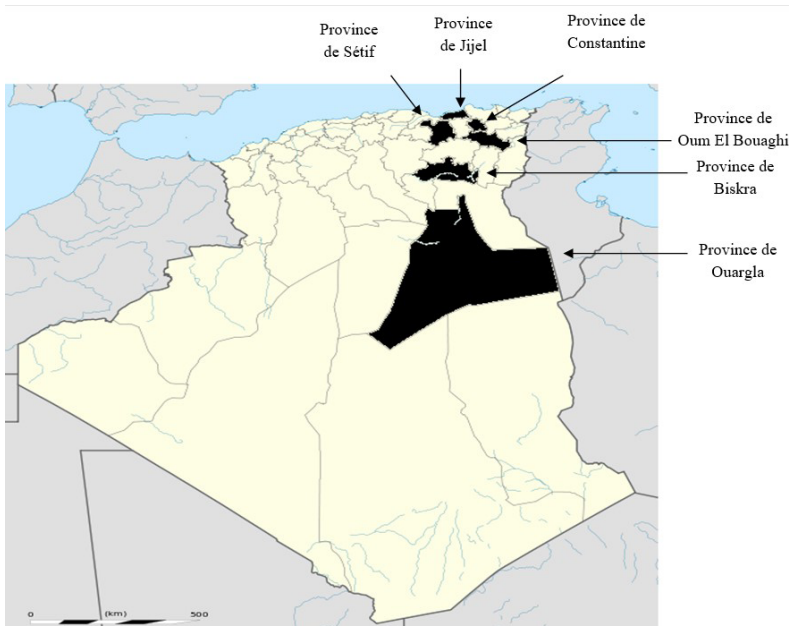 Province
de Sétif
Province
de Jijel
Province de
Constantine
Province de
Oum El Bouaghi
Province de
Biskra
Province de
Ouargla
0 (km) 500